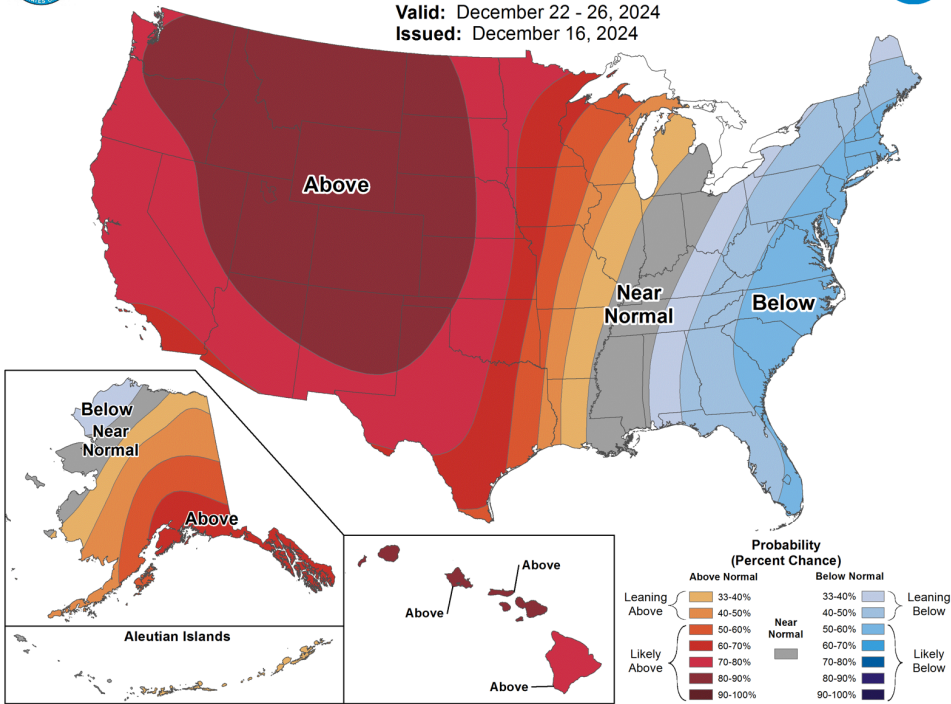 Valid: December 22 - 26, 2024
Issued: December 16, 2024
Above
Near
Normal
Below
Below
Near
Normal
Above
Aleutian Islands
Above
Above
Above
Probability
(Percent Chance)
Above Normal
Below Normal
Leaning
Above
33-40%
40-50%
Likely
Above
50-60%
60-70%
70-80%
80-90%
90-100%
Near
Normal
33-40%
40-50%
Leaning
Below
50-60%
60-70%
70-80%
80-90%
90-100%
Likely
Below